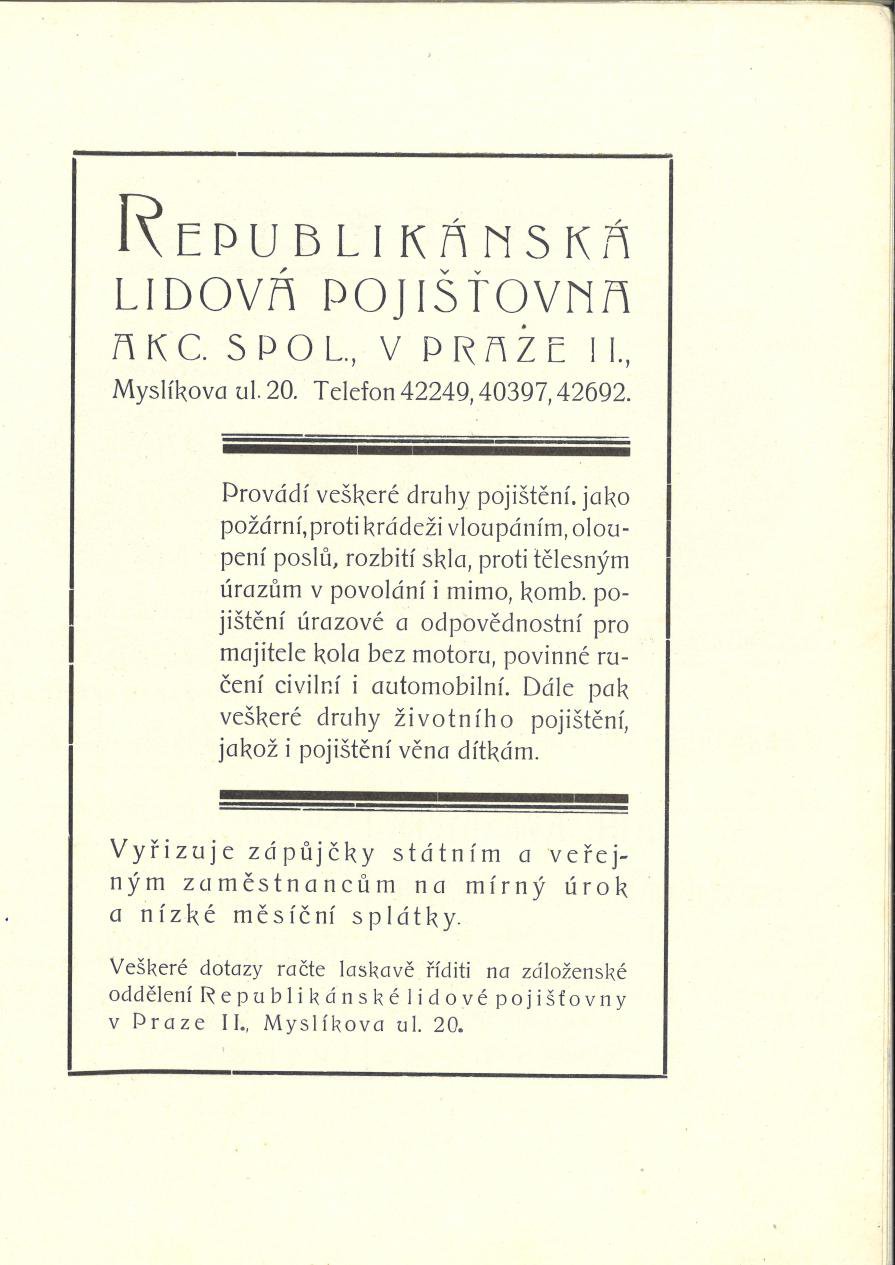 REPUBLIKÁNSKÁ
LIDOVÁ POJIŠŤOVNA
AKC. SPOL., V PRAŽE II.,
Myslíkova ul. 20. Telefon 42249, 40397, 42692.
Provádí veškeré druhy pojištění. jako
požární, proti krádeži vloupáním, olou-
pení poslů, rozbití skla, proti tělesným
úrazům v povolání i mimo, komb. po-
jištění úrazové a odpovědnostní pro
majitele kola bez motoru, povinné ru-
čení civilní i automobilní. Dále pak
veškeré druhy životního pojištění,
jakož i pojištění věna dítkám.
Vyřizuje zápůjčky státním a veřej-
ným zaměstnancům na mírný úrok
a nízké měsíční splátky.
Veškeré dotazy račte laskavě říditi na záloženské
oddělení Republikánské lidové pojišťovny
v Praze II., Myslíkova ul. 20.